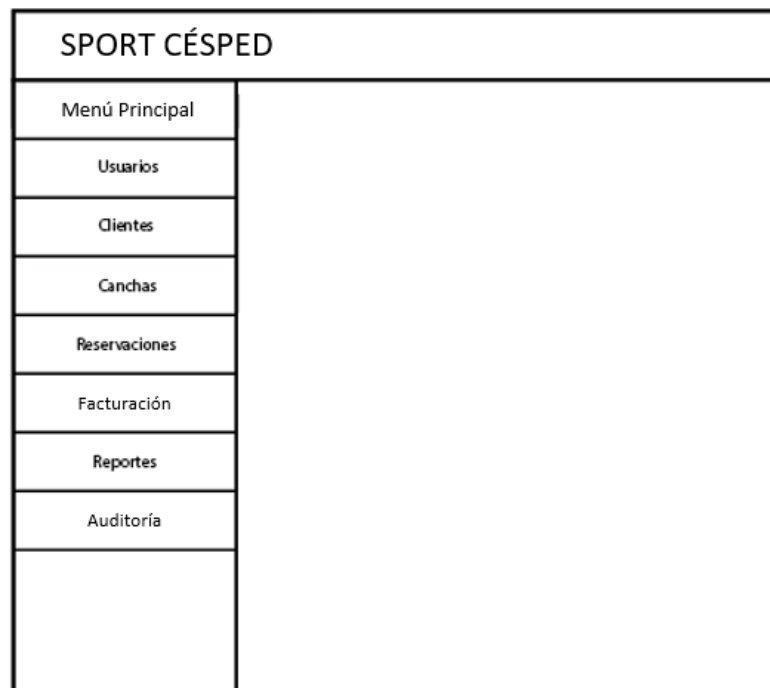 SPORT CÉSPED
Menú Principal
Usuarios
Clientes
Canchas
Reservaciones
Facturación
Reportes
Auditoría